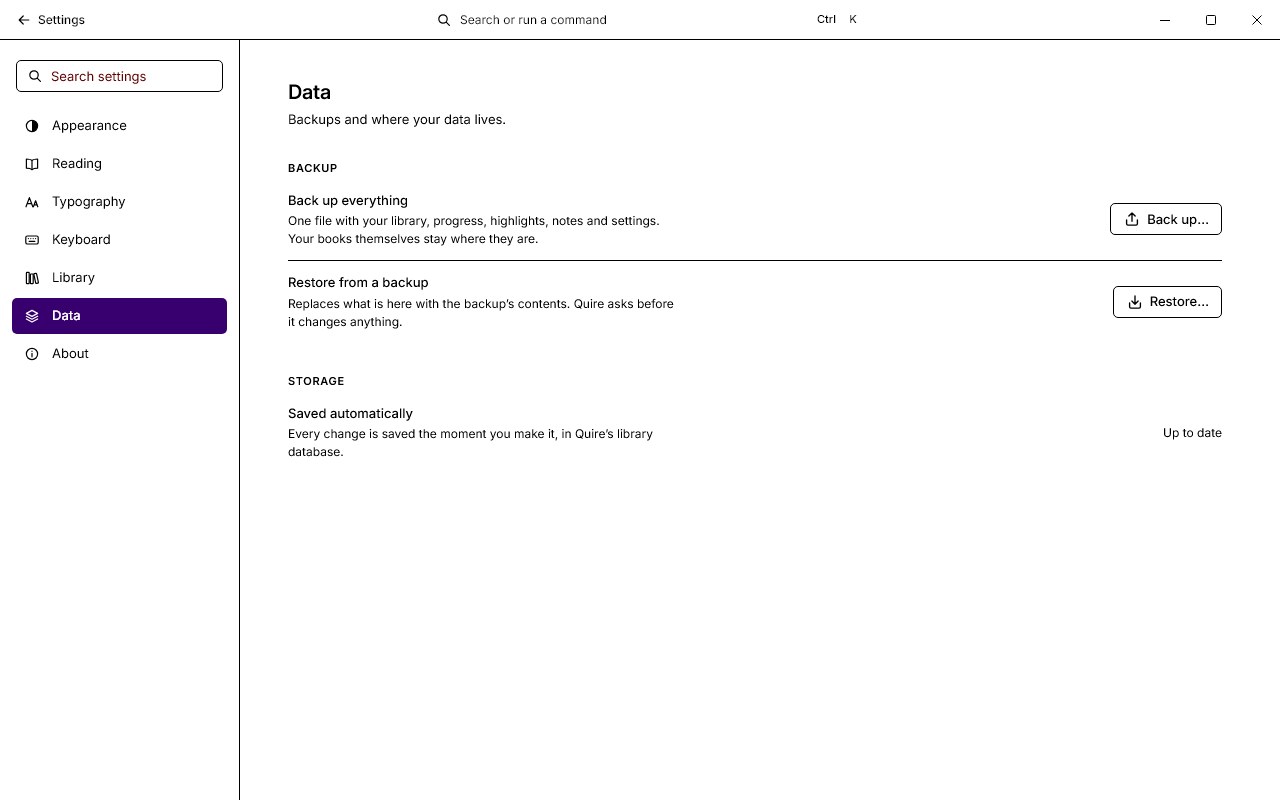 Settings
Search or run a command
Ctrl K
Search settings
Appearance
Reading
Typography
Keyboard
Library
Data
About
Data
Backups and where your data lives.
BACKUP
Back up everything
One file with your library, progress, highlights, notes and settings.
Your books themselves stay where they are.
Back up…
Restore from a backup
Replaces what is here with the backup’s contents. Quire asks before
it changes anything.
Restore…
STORAGE
Saved automatically
Every change is saved the moment you make it, in Quire’s library
database.
Up to date